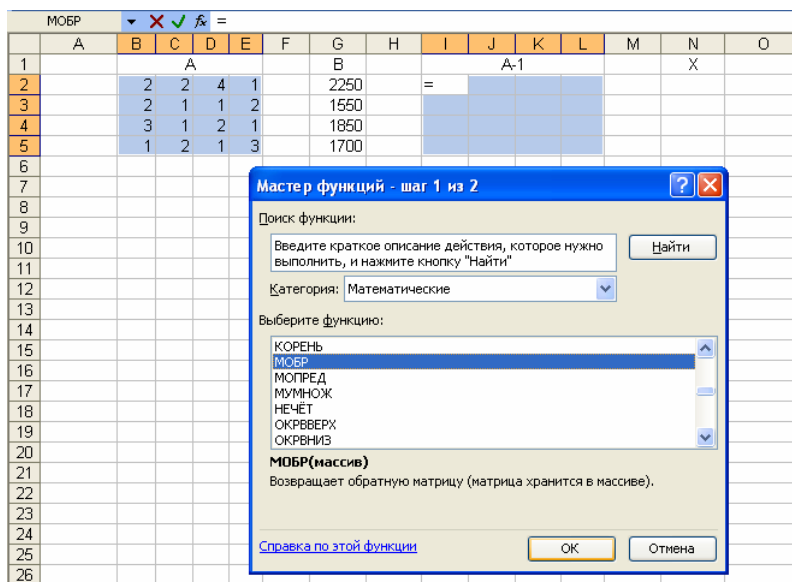 МОБР =
A B C D E F G H I J K L M N O
1 A B A-1 X
2 2 2 4 1 2250 =
3 2 1 1 2 1550
4 3 1 2 1 1850
5 1 2 1 3 1700
6
7
8
9
10
11
12
13
14
15
16
17
18
19
20
21
22
23
24
25
26
Мастер функций - шаг 1 из 2
Поиск функции:
Введите краткое описание действия, которое нужно
выполнить, и нажмите кнопку "Найти"
Найти
Категория: Математические
Выберите функцию:
КОРЕНЬ
МОБР
МОПРЕД
МУМНОЖ
НЕЧЁТ
ОКРВВЕРХ
ОКРВНИЗ
МОБР(массив)
Возвращает обратную матрицу (матрица хранится в массиве).
Справка по этой функции
ОК
Отмена